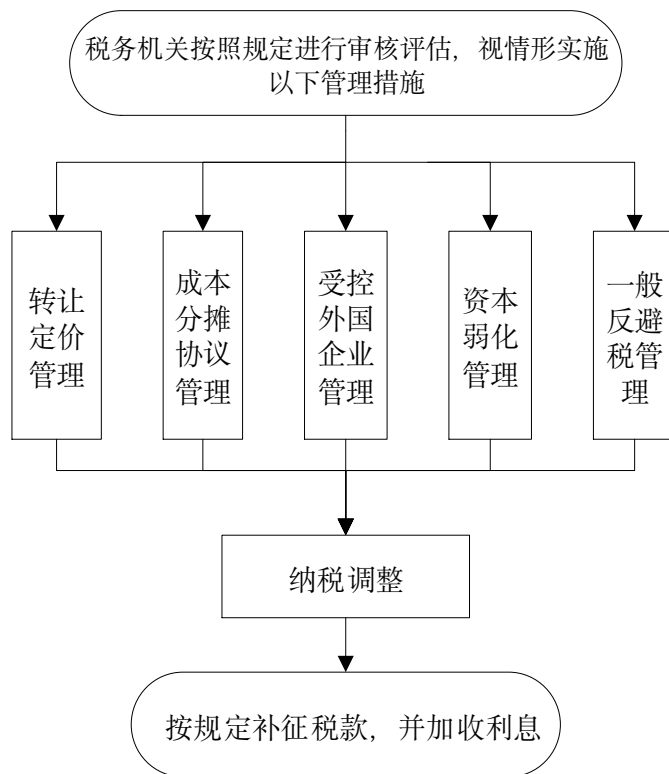 税务机关按照规定进行审核评估，视情形实施
以下管理措施
转让
定价
管理
成本
分摊
协议
管理
受控
外国
企业
管理
资本
弱化
管理
一般
反避
税管
理
纳税调整
按规定补征税款，并加收利息